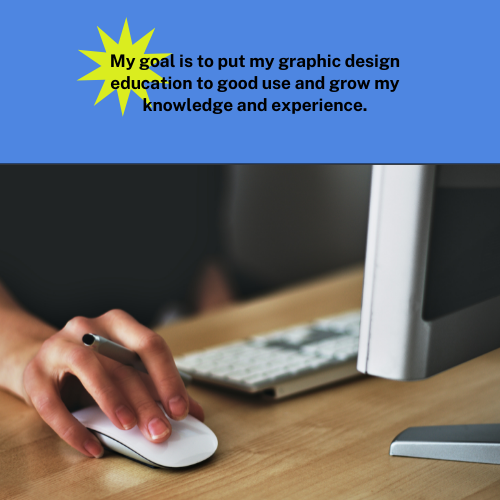 My goal is to put my graphic design
education to good use and grow my
knowledge and experience.